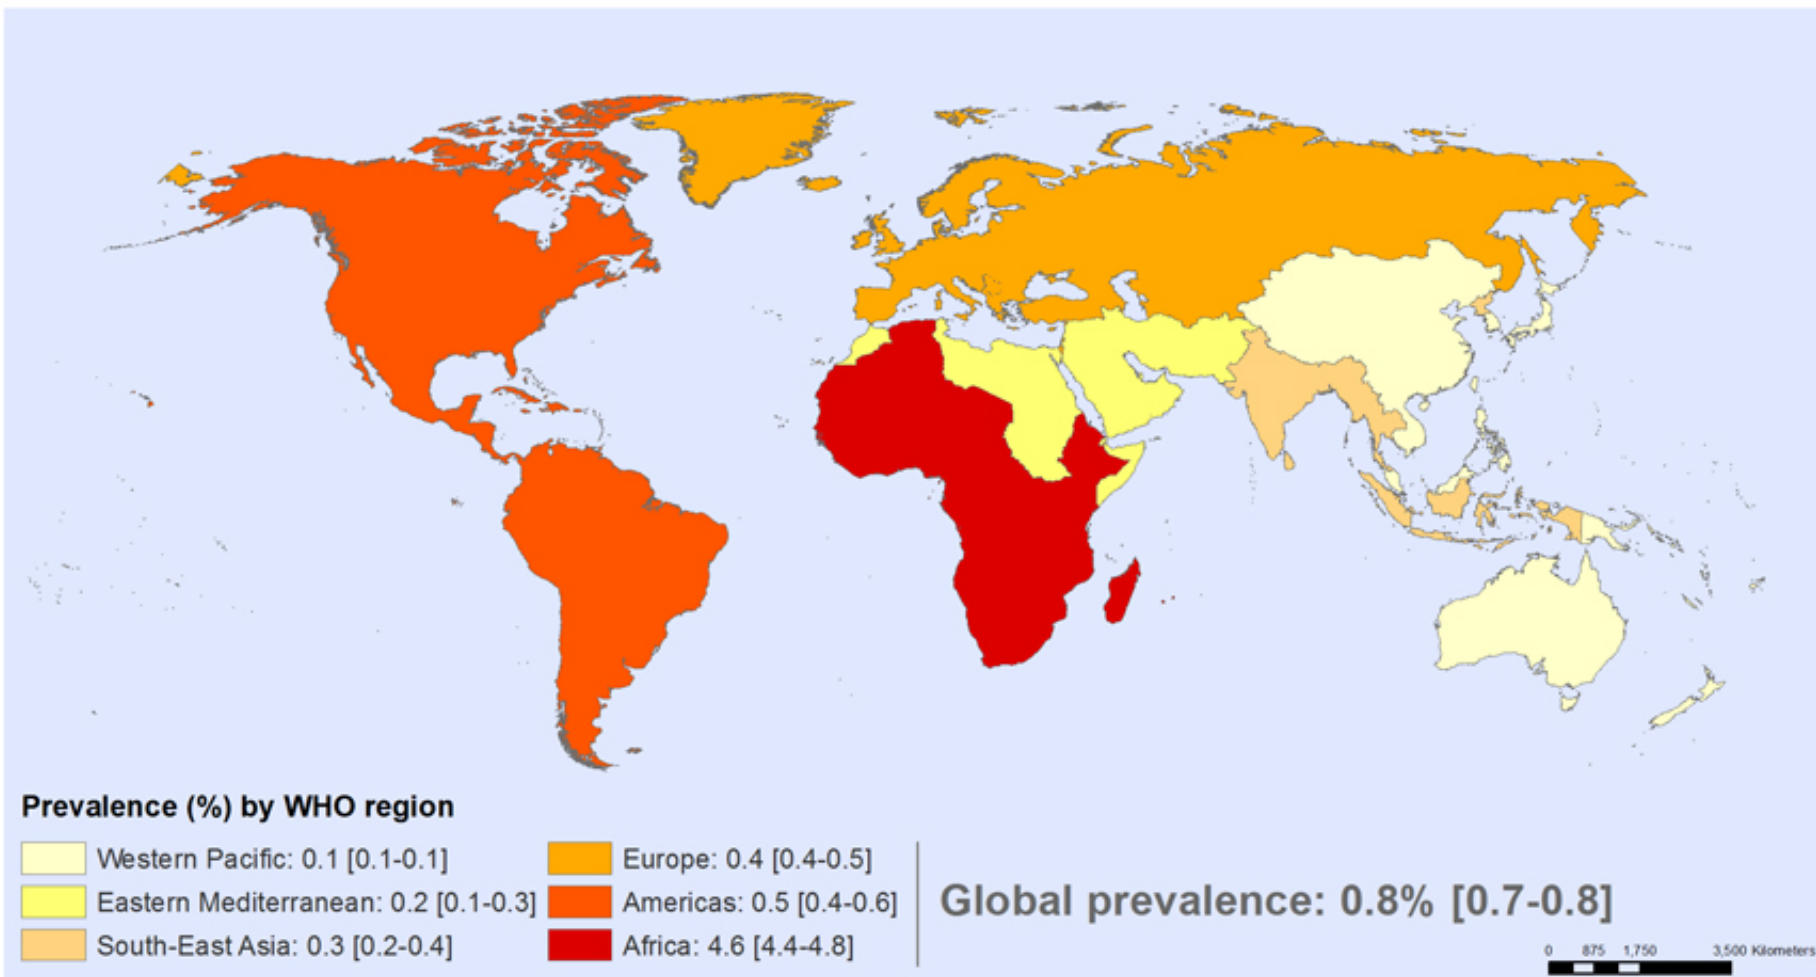 Prevalence (%) by WHO region
Western Pacific: 0.1 [0.1-0.1]
Eastern Mediterranean: 0.2 [0.1-0.3]
South-East Asia: 0.3 [0.2-0.4]
Europe: 0.4 [0.4-0.5]
Americas: 0.5 [0.4-0.6]
Africa: 4.6 [4.4-4.8]
Global prevalence: 0.8% [0.7-0.8]
0 875 1,750 3,500 Kilometers